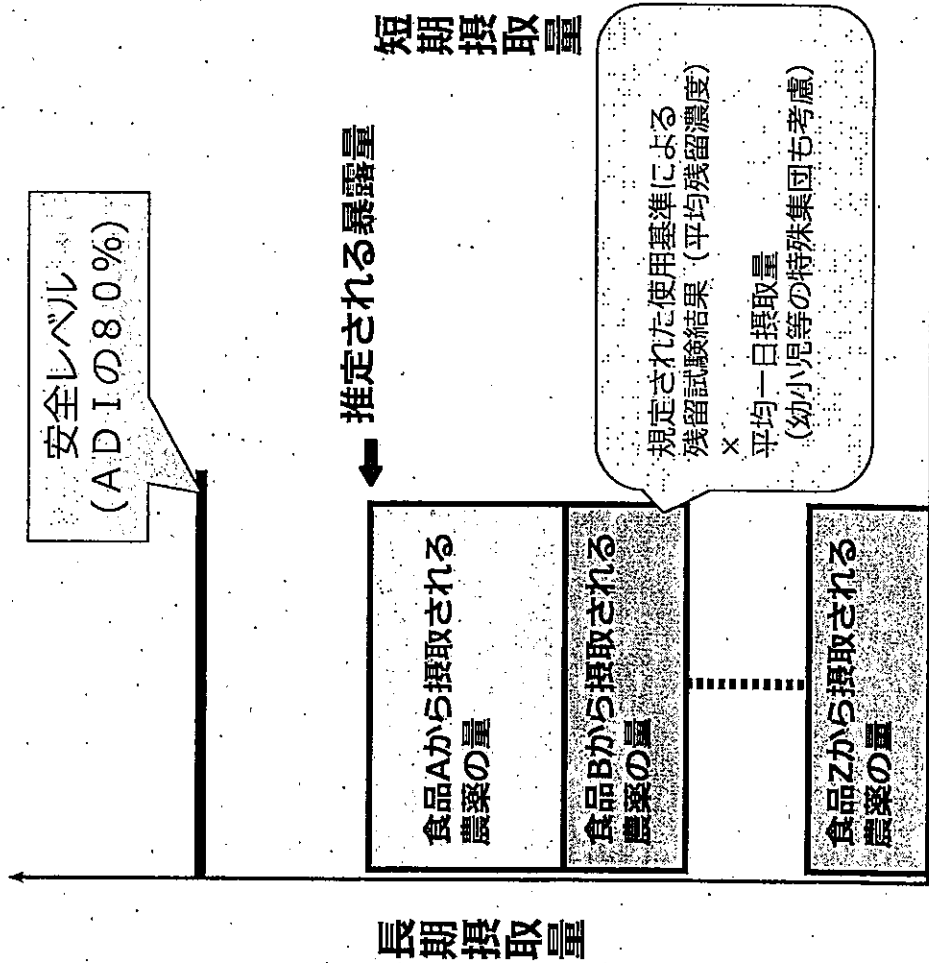 安全レベル
(ADIの80%)
推定される暴露量
長期摂取量
食品Aから摂取される
農薬の量
食品Bから摂取される
農薬の量
食品Zから摂取される
農薬の量
規定された使用基準による
残留試験結果(平均残留濃度)
×
平均一日摂取量
(幼小児等の特殊集団も考慮)
短期摂取量